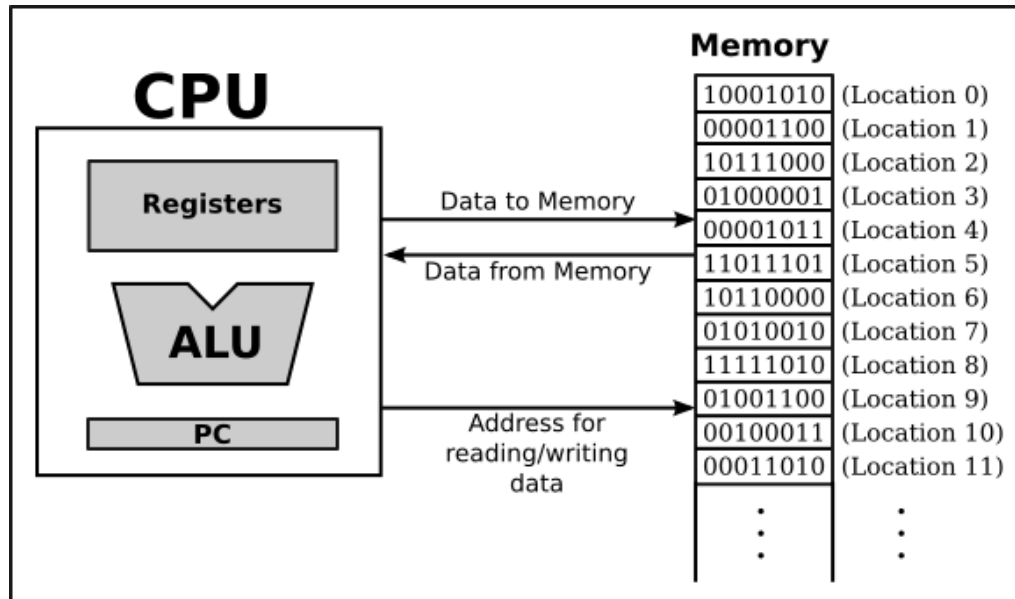 CPU
Registers
ALU
PC
Data to Memory
Data from Memory
Address for
reading/writing
data
Memory
10001010 (Location 0)
00001100 (Location 1)
10111000 (Location 2)
01000001 (Location 3)
00001011 (Location 4)
11011101 (Location 5)
10110000 (Location 6)
01010010 (Location 7)
11111010 (Location 8)
01001100 (Location 9)
00100011 (Location 10)
00011010 (Location 11)